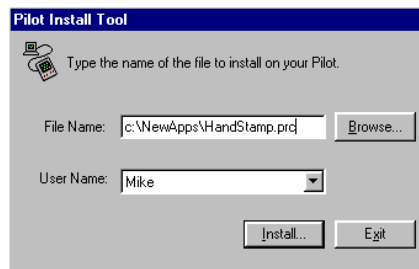 Pilot Install Tool
Type the name of the file to install on your Pilot.
File Name: c:\NewApps\HandStamp.prc Browse...
User Name: Mike
Install... Exit